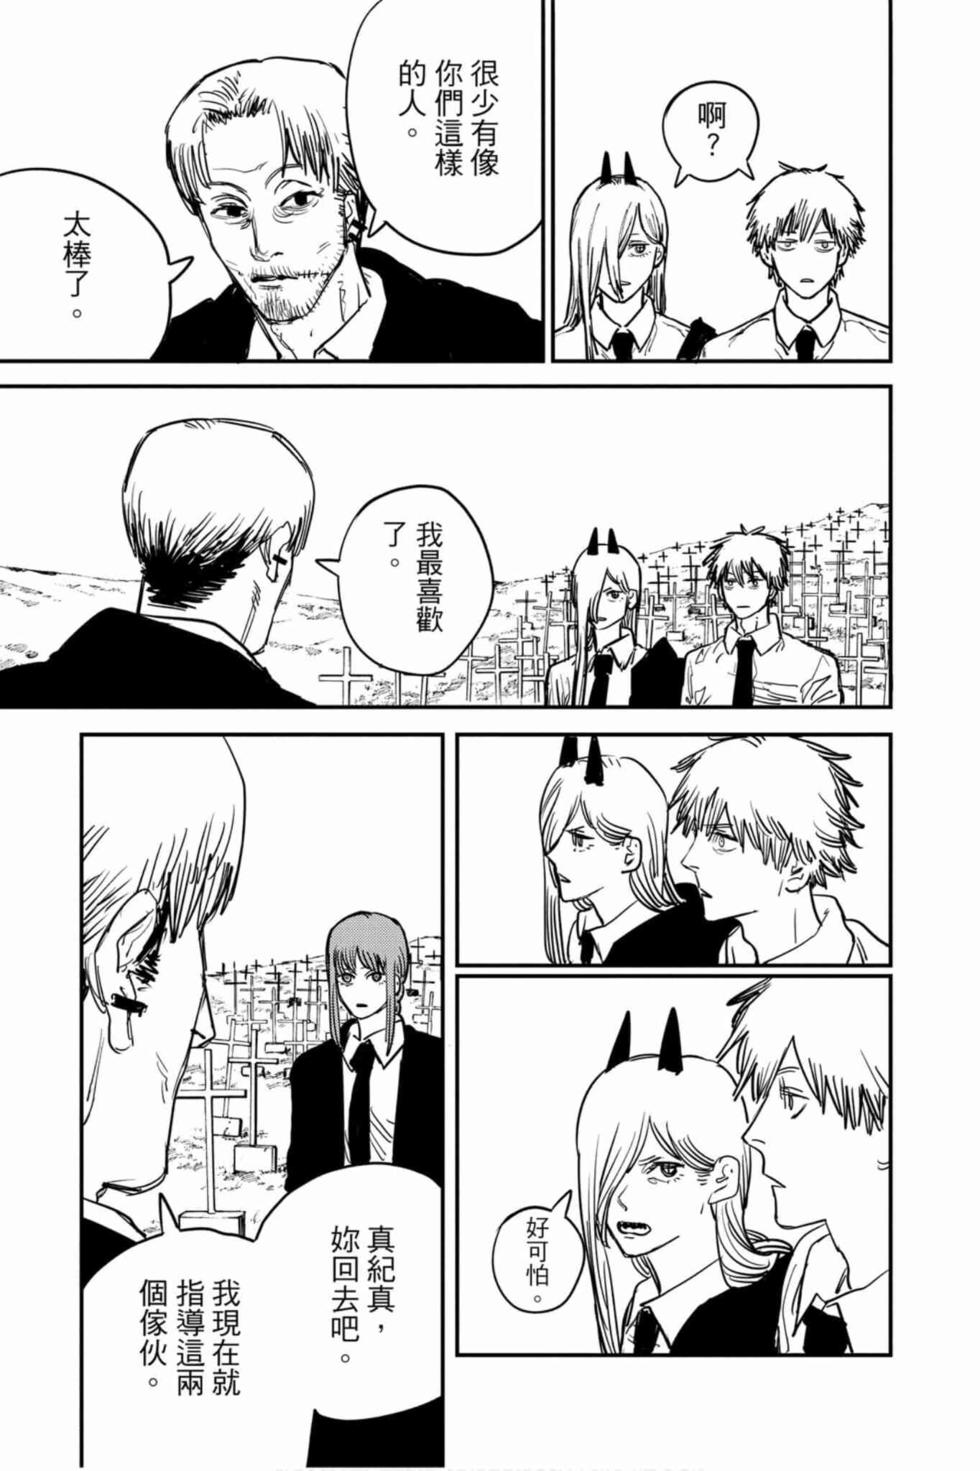 啊？
很少有像
你們這樣
的人。
太棒了。
我最喜歡
了。
好可怕。
真紀真，
妳回去吧。
我現在就
指導這兩
個傢伙。